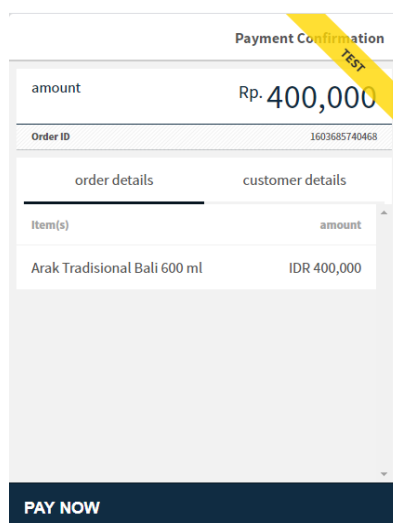 Payment Confirmation
TEST
amount
Rp. 400,000
Order ID 1603685740468
order details customer details
Item(s) amount
Arak Tradisional Bali 600 ml IDR 400,000
PAY NOW